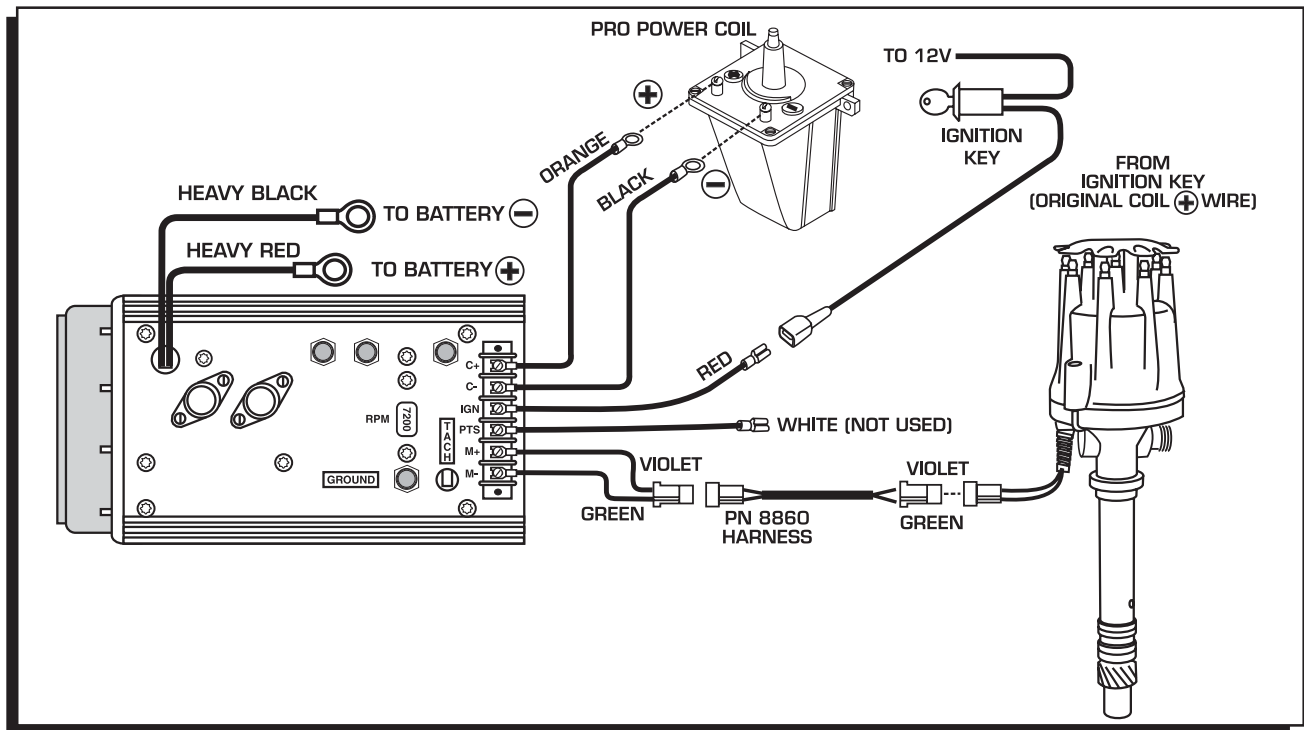 PRO POWER COIL
TO 12V
IGNITION
KEY
FROM
IGNITION KEY
(ORIGINAL COIL + WIRE)
+
ORANGE
BLACK
−
HEAVY BLACK
TO BATTERY −
HEAVY RED
TO BATTERY +
C+
C-
IGN
PTS
M+
M-
RPM
7200
TACH
GROUND
RED
WHITE (NOT USED)
VIOLET
GREEN
PN 8860
HARNESS
VIOLET
GREEN